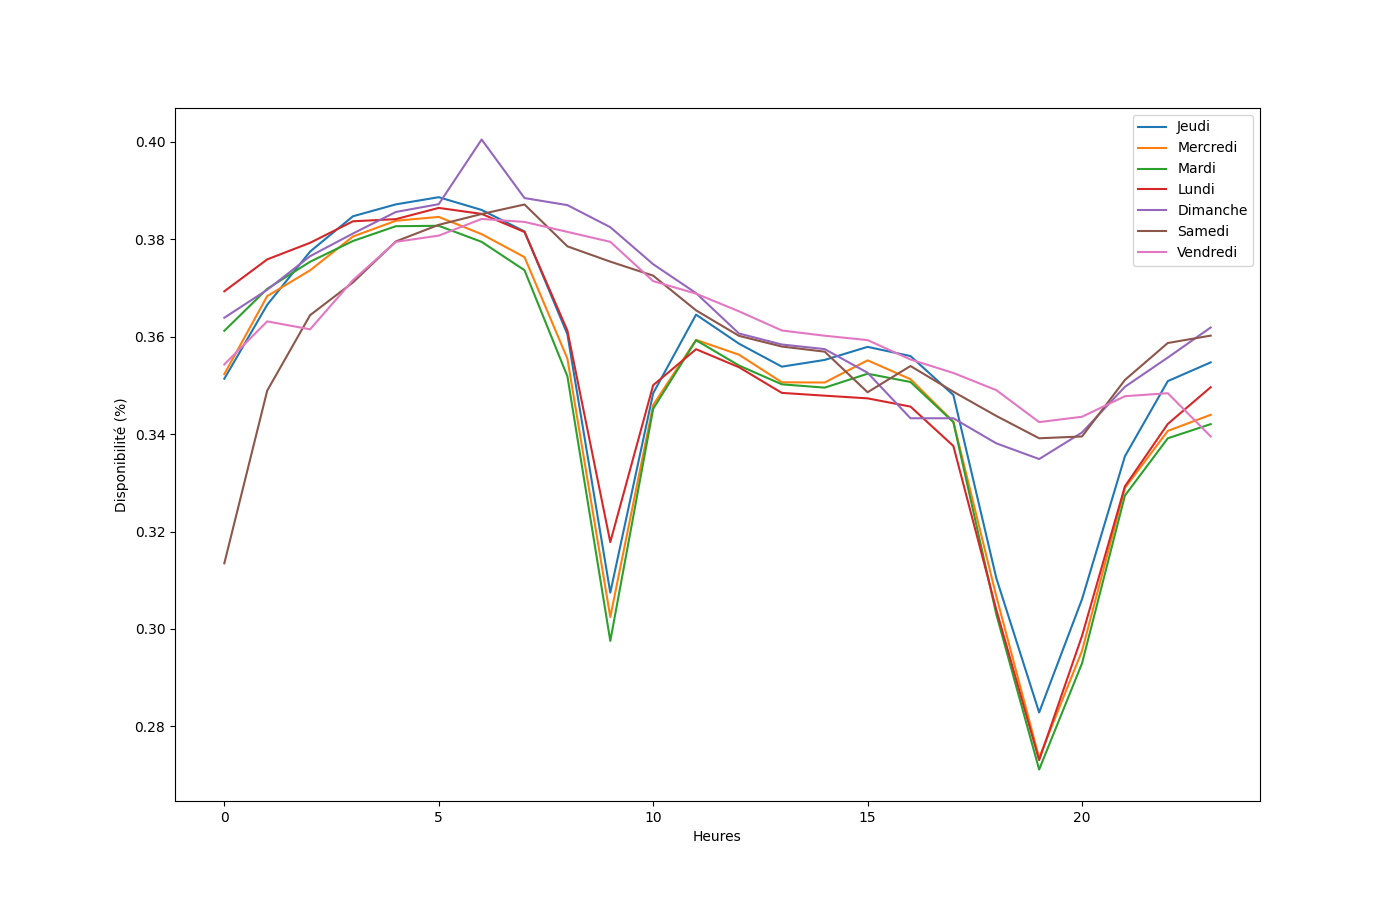 Jeudi
Mercredi
Mardi
Lundi
Dimanche
Samedi
Vendredi
0.40
0.38
0.36
0.34
0.32
0.30
0.28
Disponibilité (%)
0 5 10 15 20
Heures